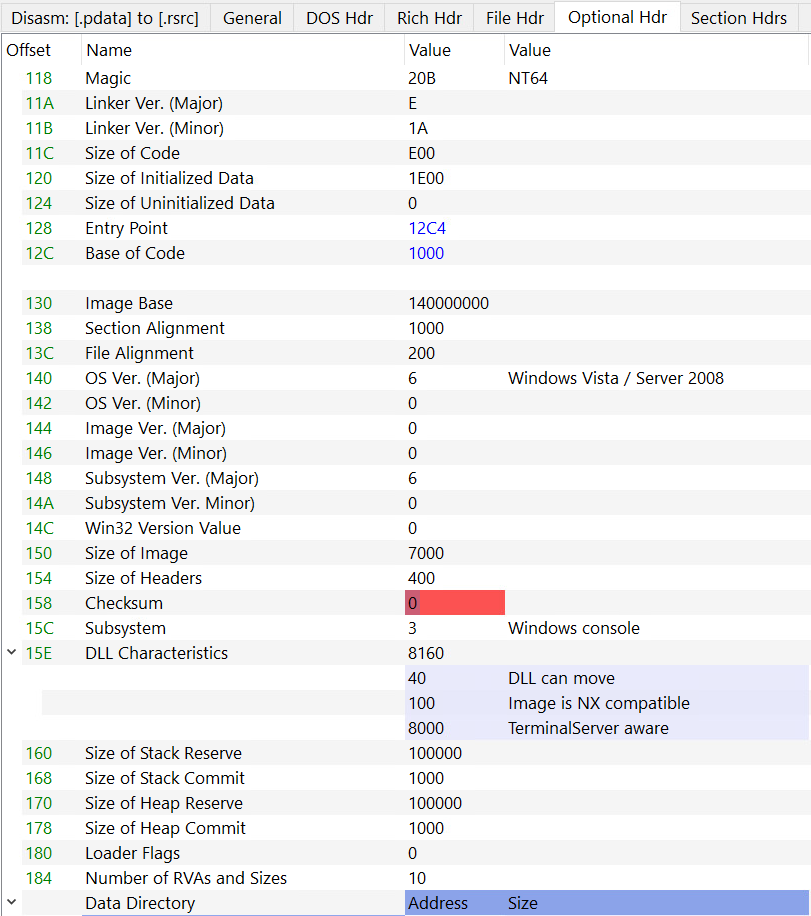 Disasm: [.pdata] to [.rsrc] General DOS Hdr Rich Hdr File Hdr Optional Hdr Section Hdrs
Offset Name Value Value
118 Magic 20B NT64
11A Linker Ver. (Major) E
11B Linker Ver. (Minor) 1A
11C Size of Code E00
120 Size of Initialized Data 1E00
124 Size of Uninitialized Data 0
128 Entry Point 12C4
12C Base of Code 1000
130 Image Base 140000000
138 Section Alignment 1000
13C File Alignment 200
140 OS Ver. (Major) 6 Windows Vista / Server 2008
142 OS Ver. (Minor) 0
144 Image Ver. (Major) 0
146 Image Ver. (Minor) 0
148 Subsystem Ver. (Major) 6
14A Subsystem Ver. Minor) 0
14C Win32 Version Value 0
150 Size of Image 7000
154 Size of Headers 400
158 Checksum 0
15C Subsystem 3 Windows console
15E DLL Characteristics 8160
40 DLL can move
100 Image is NX compatible
8000 TerminalServer aware
160 Size of Stack Reserve 100000
168 Size of Stack Commit 1000
170 Size of Heap Reserve 100000
178 Size of Heap Commit 1000
180 Loader Flags 0
184 Number of RVAs and Sizes 10
Data Directory Address Size